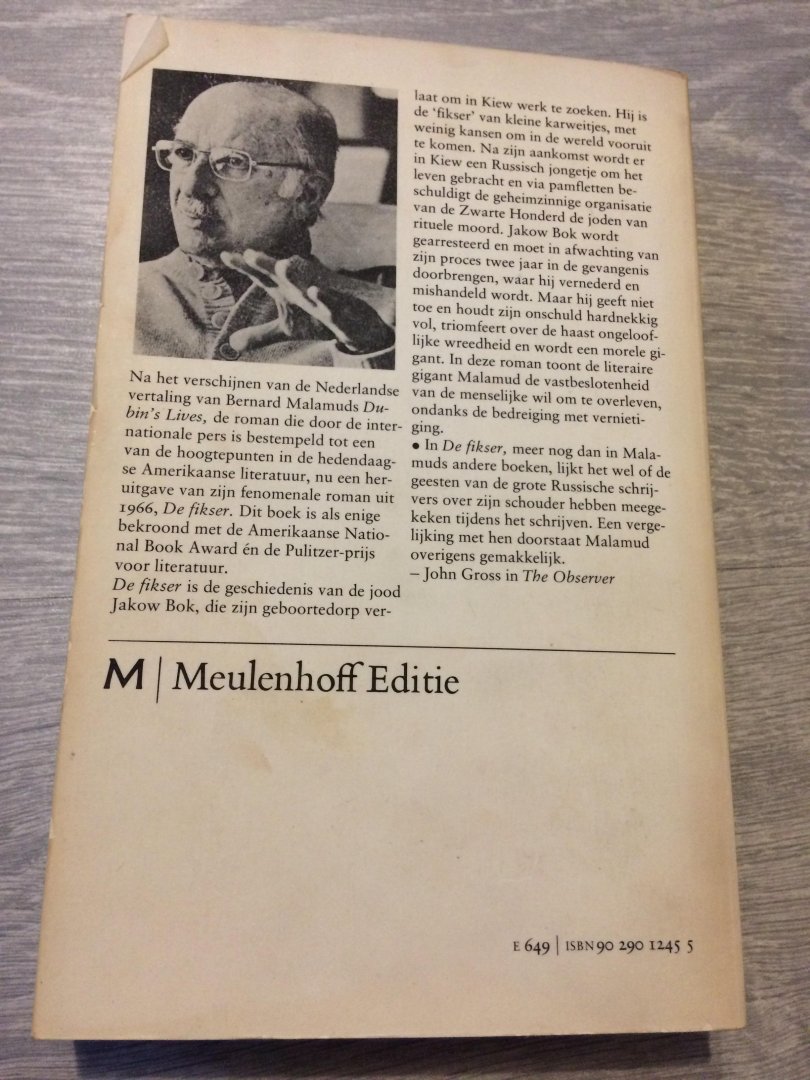 Na het verschijnen van de Nederlandse
vertaling van Bernard Malamuds Du-
bin's Lives, de roman die door de inter-
nationale pers is bestempeld tot een
van de hoogtepunten in de hedendaag-
se Amerikaanse literatuur, nu een her-
uitgave van zijn fenomenale roman uit
1966, De fikser. Dit boek is als enige
bekroond met de Amerikaanse Natio-
nal Book Award én de Pulitzer-prijs
voor literatuur.
De fikser is de geschiedenis van de jood
Jakow Bok, die zijn geboortedorp ver-
laat om in Kiew werk te zoeken. Hij is
de 'fikser' van kleine karweitjes, met
weinig kansen om in de wereld vooruit
te komen. Na zijn aankomst wordt er
in Kiew een Russisch jongetje om het
leven gebracht en via pamfletten be-
schuldigt de geheimzinnige organisatie
van de Zwarte Honderd de joden van
rituele moord. Jakow Bok wordt
gearresteerd en moet in afwachting van
zijn proces twee jaar in de gevangenis
doorbrengen, waar hij vernederd en
mishandeld wordt. Maar hij geeft niet
toe en houdt zijn onschuld hardnekkig
vol, triomfeert over de haast ongeloof-
lijke wreedheid en wordt een morele gi-
gant. In deze roman toont de literaire
gigant Malamud de vastbeslotenheid
van de menselijke wil om te overleven,
ondanks de bedreiging met vernieti-
ging.
• In De fikser, meer nog dan in Mala-
muds andere boeken, lijkt het wel of de
geesten van de grote Russische schrij-
vers over zijn schouder hebben meege-
keken tijdens het schrijven. Een verge-
lijking met hen doorstaat Malamud
overigens gemakkelijk.
– John Gross in The Observer
M | Meulenhoff Editie
E 649 | ISBN 90 290 1245 5